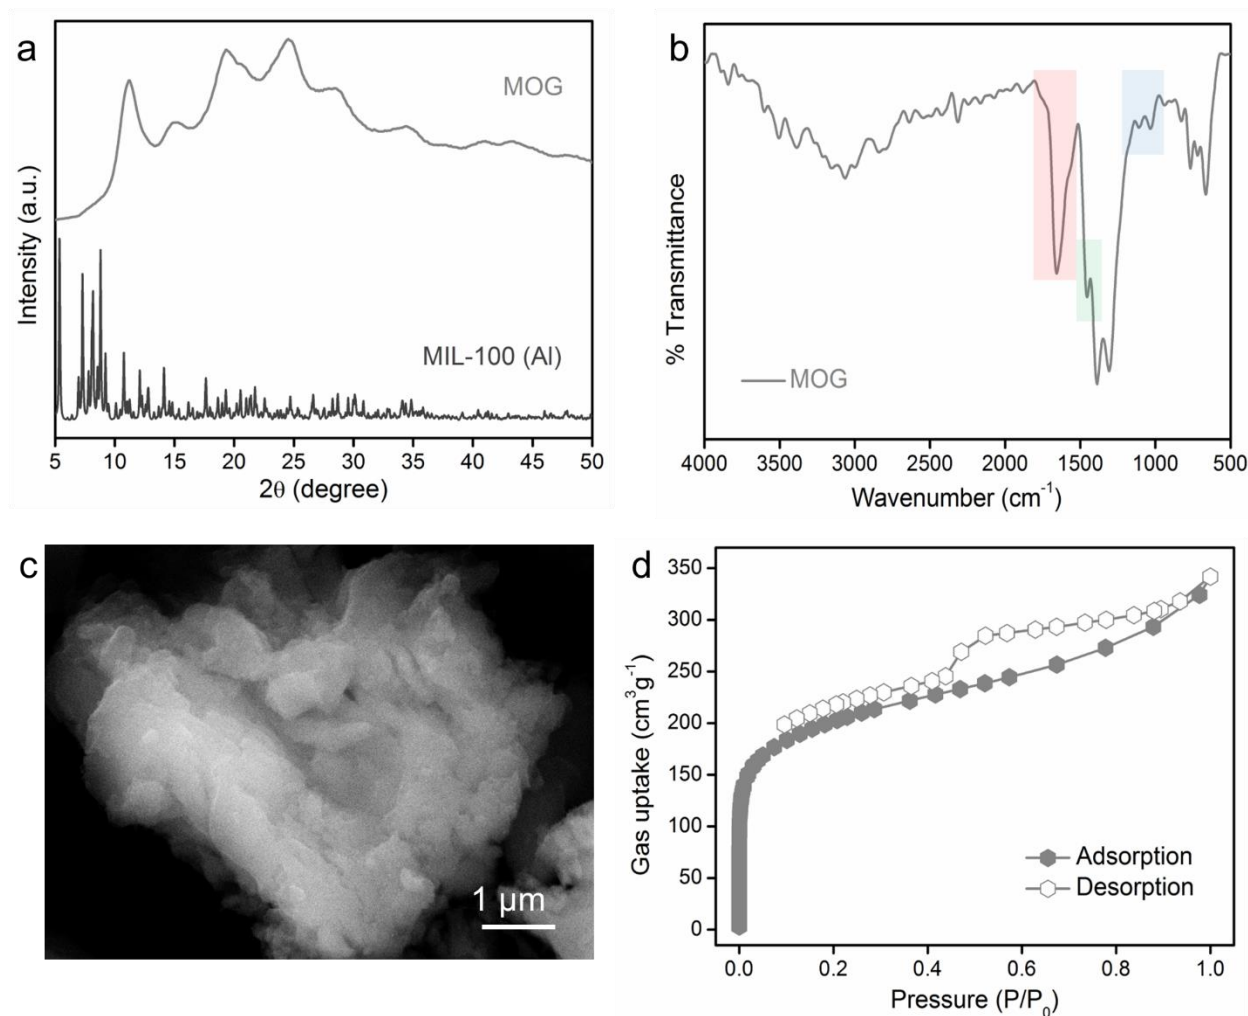 a
MOG
MIL-100 (Al)
Intensity (a.u.)
5 10 15 20 25 30 35 40 45 50
2θ (degree)
b
% Transmittance
MOG
4000 3500 3000 2500 2000 1500 1000 500
Wavenumber (cm⁻¹)
c
1 µm
d
350
300
250
200
150
100
50
0
Gas uptake (cm³g⁻¹)
Adsorption
Desorption
0.0 0.2 0.4 0.6 0.8 1.0
Pressure (P/P₀)